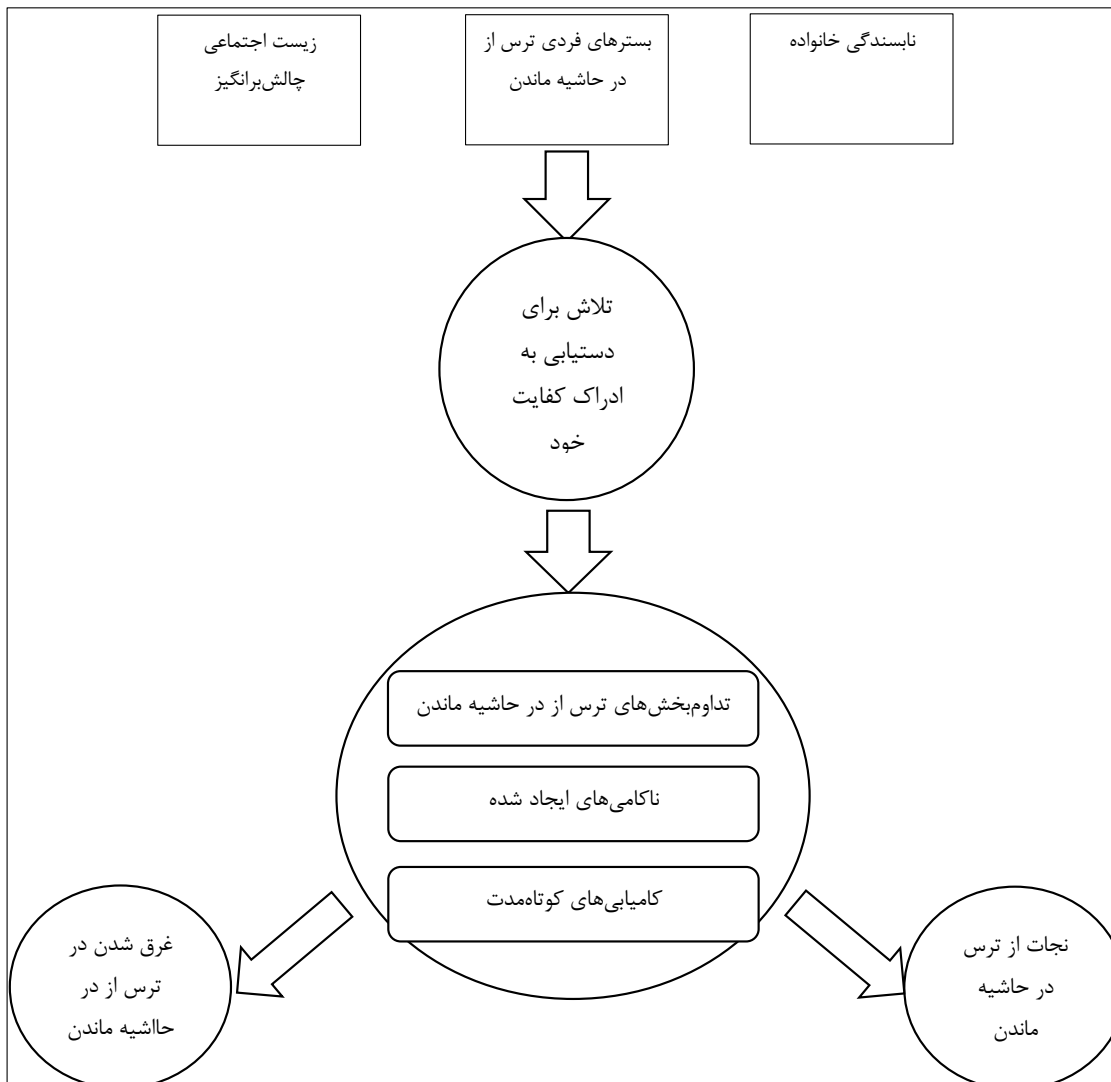 نابسندگی خانواده
بسترهای فردی ترس از
در حاشیه ماندن
زیست اجتماعی
چالش‌برانگیز
تلاش برای
دستیابی به
ادراک کفایت
خود
تداوم‌بخش‌های ترس از در حاشیه ماندن
ناکامی‌های ایجاد شده
کامیابی‌های کوتاه‌مدت
نجات از ترس
در حاشیه
ماندن
غرق شدن در
ترس از در
حااشیه ماندن